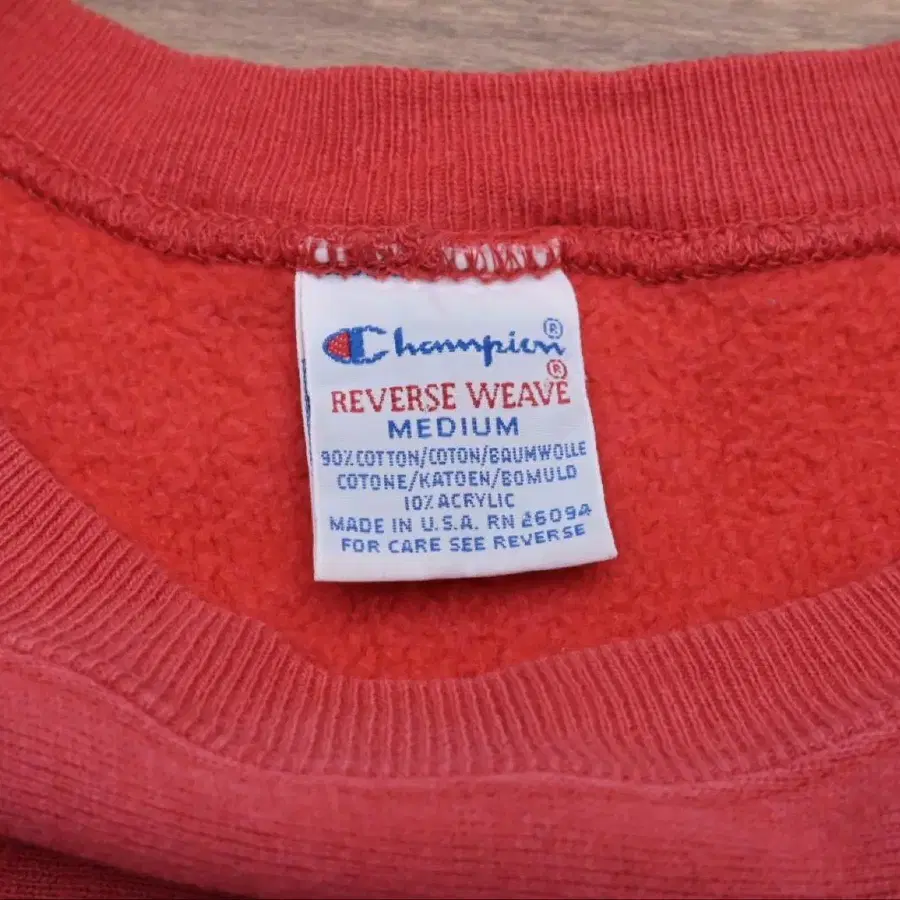 Champion®
REVERSE WEAVE®
MEDIUM
90% COTTON/COTON/BAUMWOLLE
COTONE/KATOEN/BOMULD
10% ACRYLIC
MADE IN U.S.A. RN 26094
FOR CARE SEE REVERSE